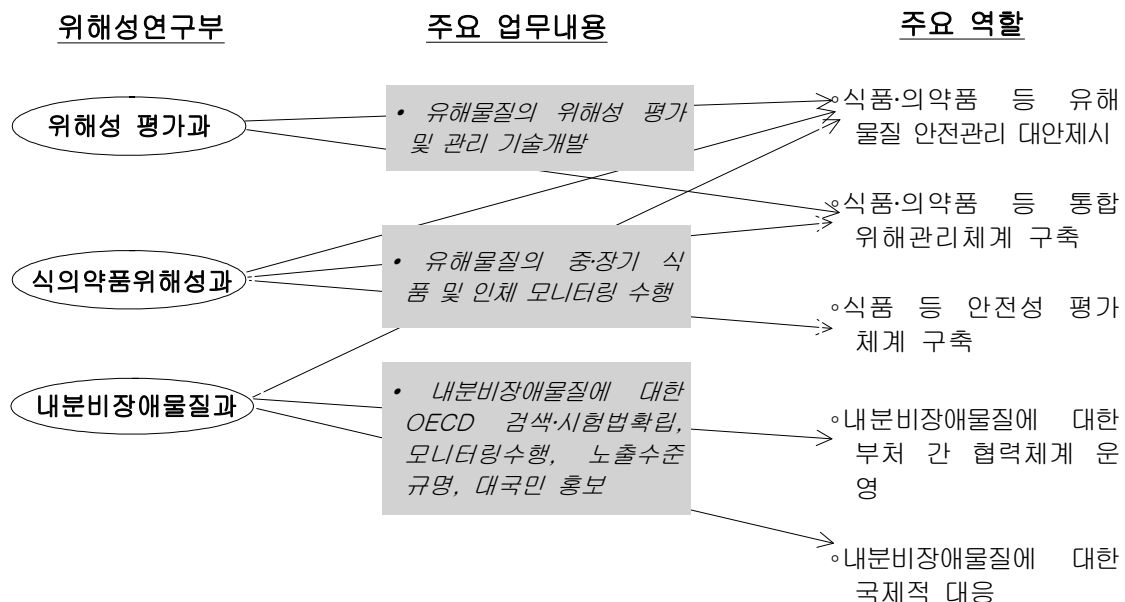 위해성연구부
주요 업무내용
주요 역할
위해성 평가과
식의약품위해성과
내분비장애물질과
• 유해물질의 위해성 평가
및 관리 기술개발
• 유해물질의 중·장기 식
품 및 인체 모니터링 수행
• 내분비장애물질에 대한
OECD 검색·시험법확립,
모니터링수행, 노출수준
규명, 대국민 홍보
◦식품·의약품 등 유해
물질 안전관리 대안제시
◦식품·의약품 등 통합
위해관리체계 구축
◦식품 등 안전성 평가
체계 구축
◦내분비장애물질에 대한
부처 간 협력체계 운
영
◦내분비장애물질에 대한
국제적 대응